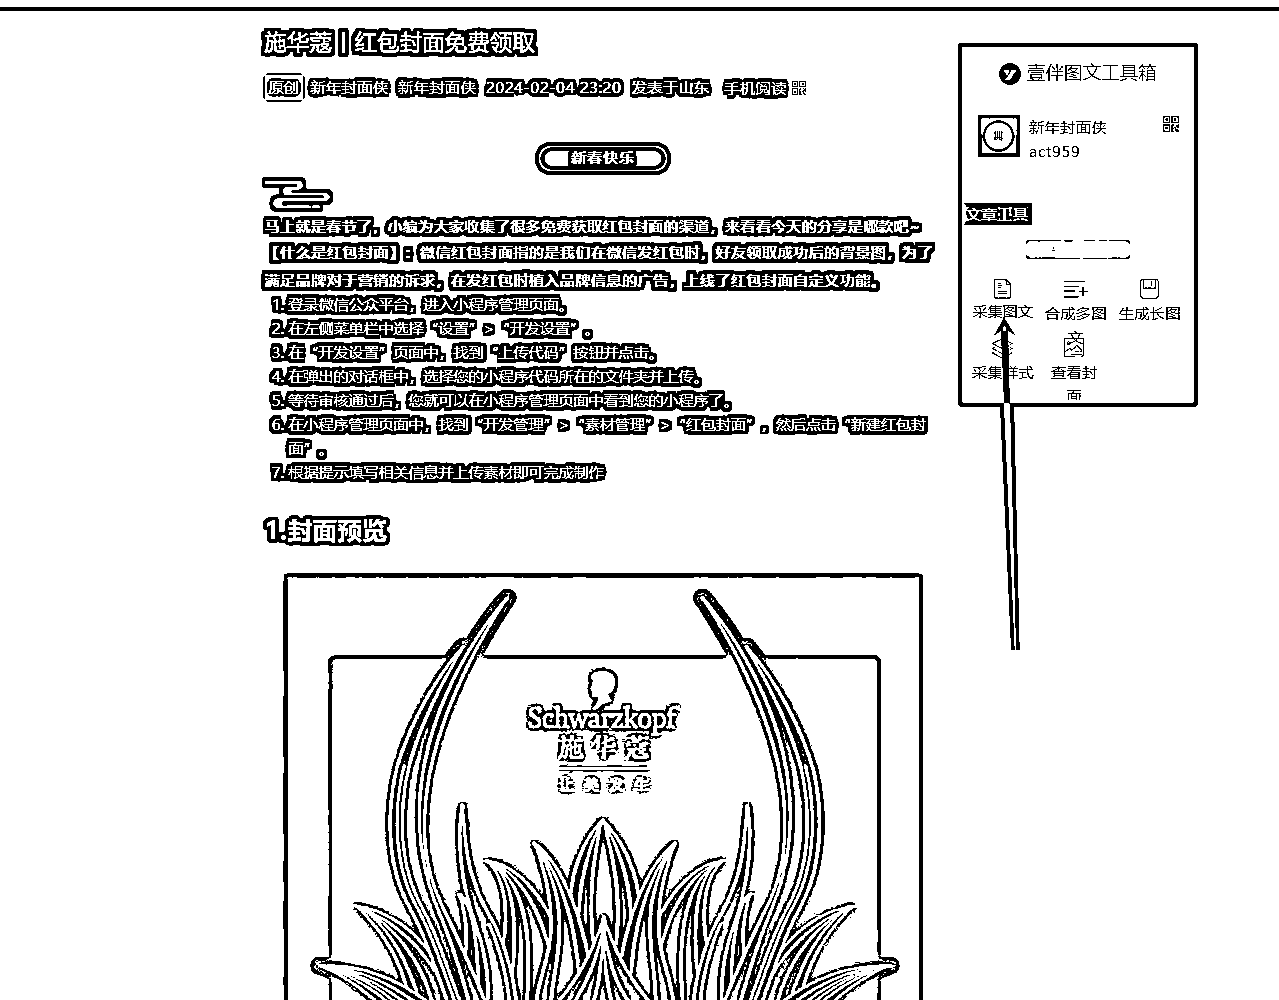 施华蔻 | 红包封面免费领取
原创 新年封面侠 新年封面侠 2024-02-04 23:20 发表于山东 手机阅读
新春快乐
马上就是春节了，小编为大家收集了很多免费获取红包封面的渠道，来看看今天的分享是哪款吧~
【什么是红包封面】：微信红包封面指的是我们在微信发红包时，好友领取成功后的背景图，为了
满足品牌对于营销的诉求，在发红包时植入品牌信息的广告，上线了红包封面自定义功能。
1. 登录微信公众平台，进入小程序管理页面。
2. 在左侧菜单栏中选择 "设置" > "开发设置" 。
3. 在 "开发设置" 页面中，找到 "上传代码" 按钮并点击。
4. 在弹出的对话框中，选择您的小程序代码所在的文件夹并上传。
5. 等待审核通过后，您就可以在小程序管理页面中看到您的小程序了。
6. 在小程序管理页面中，找到 "开发管理" > "素材管理" > "红包封面" ，然后点击 "新建红包封
面" 。
7. 根据提示填写相关信息并上传素材即可完成制作
1.封面预览
Schwarzkopf
施华蔻
让美发生
壹伴图文工具箱
新年封面侠
act959
文章工具
采集图文 合成多图 生成长图
文
采集样式 查看封
面